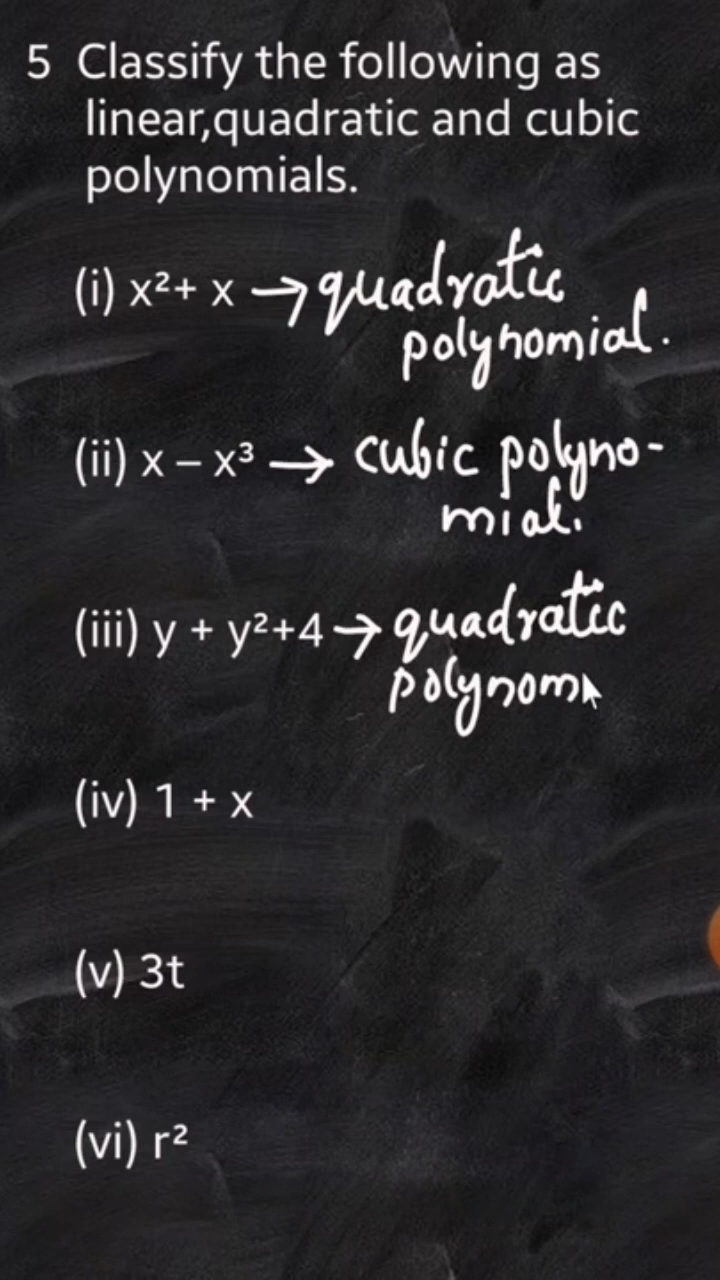 5 Classify the following as
linear,quadratic and cubic
polynomials.
(i) x²+ x → quadratic
polynomial.
(ii) x – x³ → cubic polyno-
mial.
(iii) y + y²+4 → quadratic
polynom
(iv) 1 + x
(v) 3t
(vi) r²